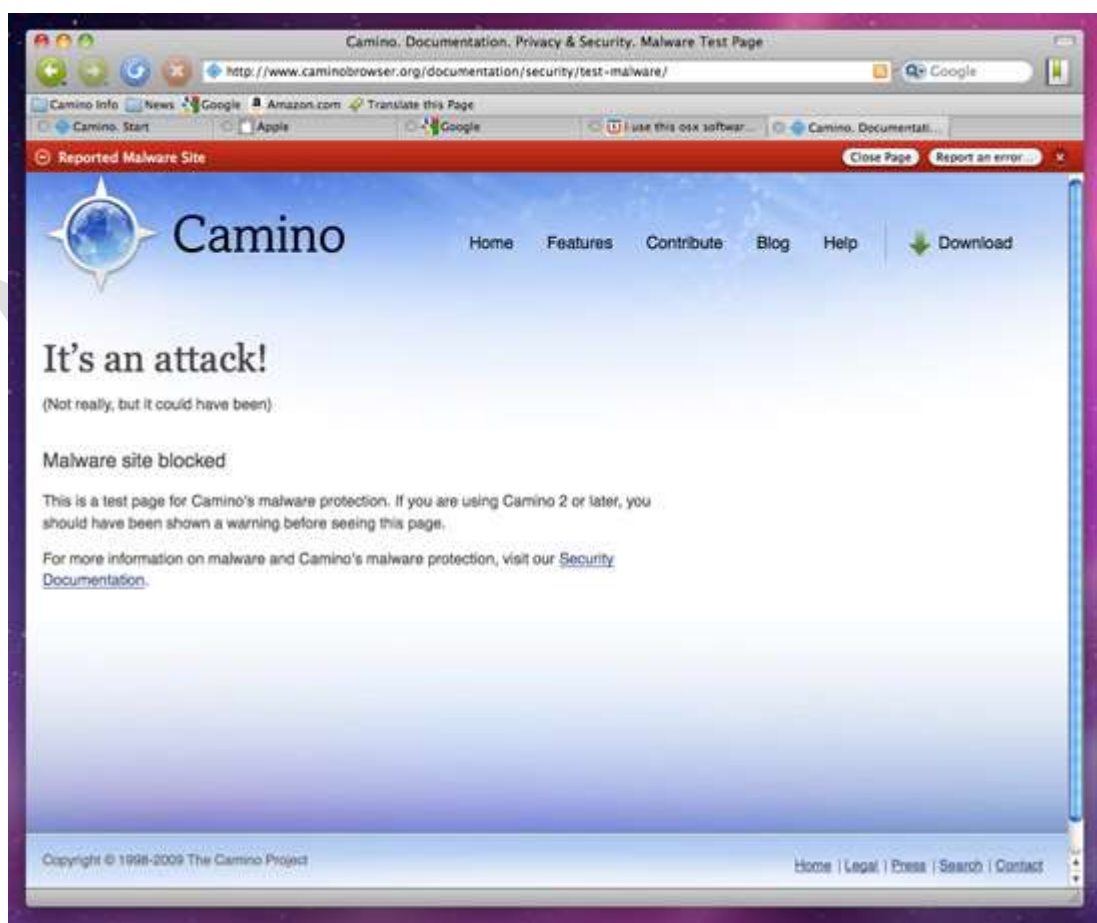 Camino. Documentation. Privacy & Security. Malware Test Page
http://www.caminobrowser.org/documentation/security/test-malware/
Google
Camino Info News Google Amazon.com Translate this Page
Camino. Start Apple Google I use this osx softwar... Camino. Documentati...
Reported Malware Site Close Page Report an error...
Camino
Home Features Contribute Blog Help Download
It's an attack!
(Not really, but it could have been)
Malware site blocked
This is a test page for Camino's malware protection. If you are using Camino 2 or later, you
should have been shown a warning before seeing this page.
For more information on malware and Camino's malware protection, visit our Security
Documentation.
Copyright © 1998-2009 The Camino Project
Home | Legal | Press | Search | Contact